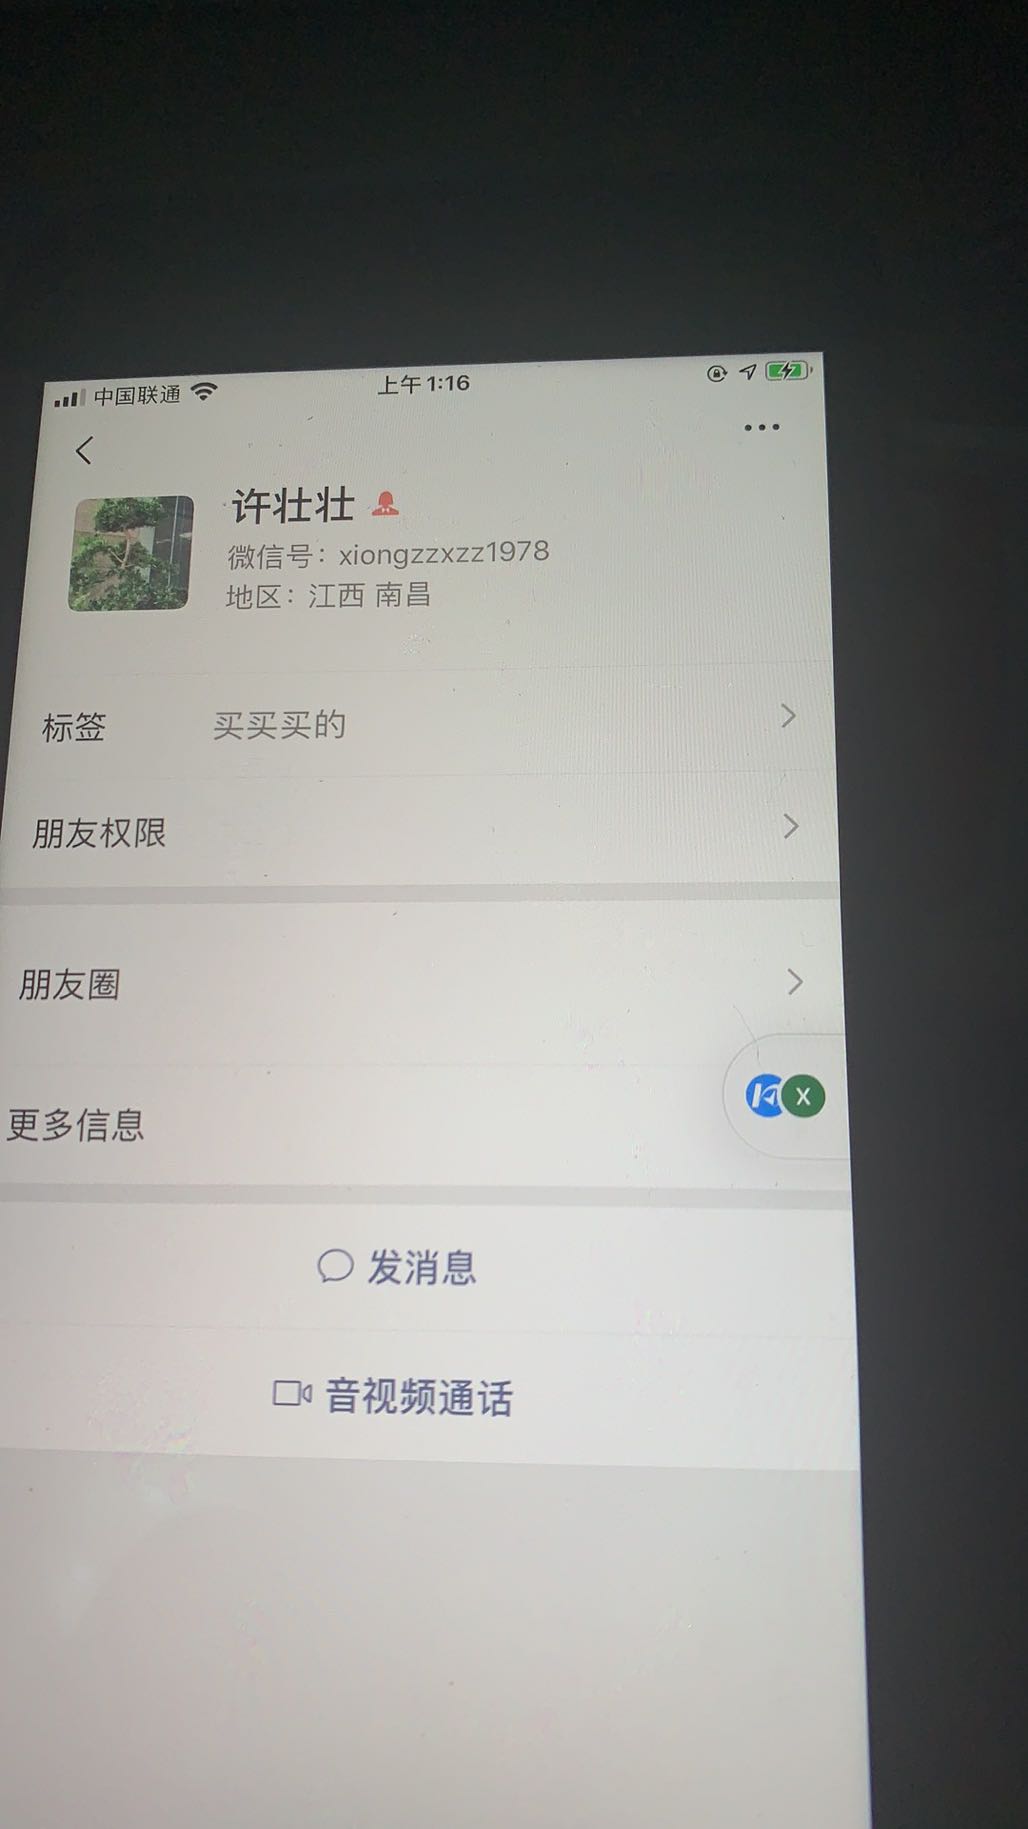 中国联通
上午1:16
许壮壮
微信号：xiongzzxzz1978
地区：江西 南昌
标签 买买买的
朋友权限
朋友圈
X
更多信息
发消息
音视频通话